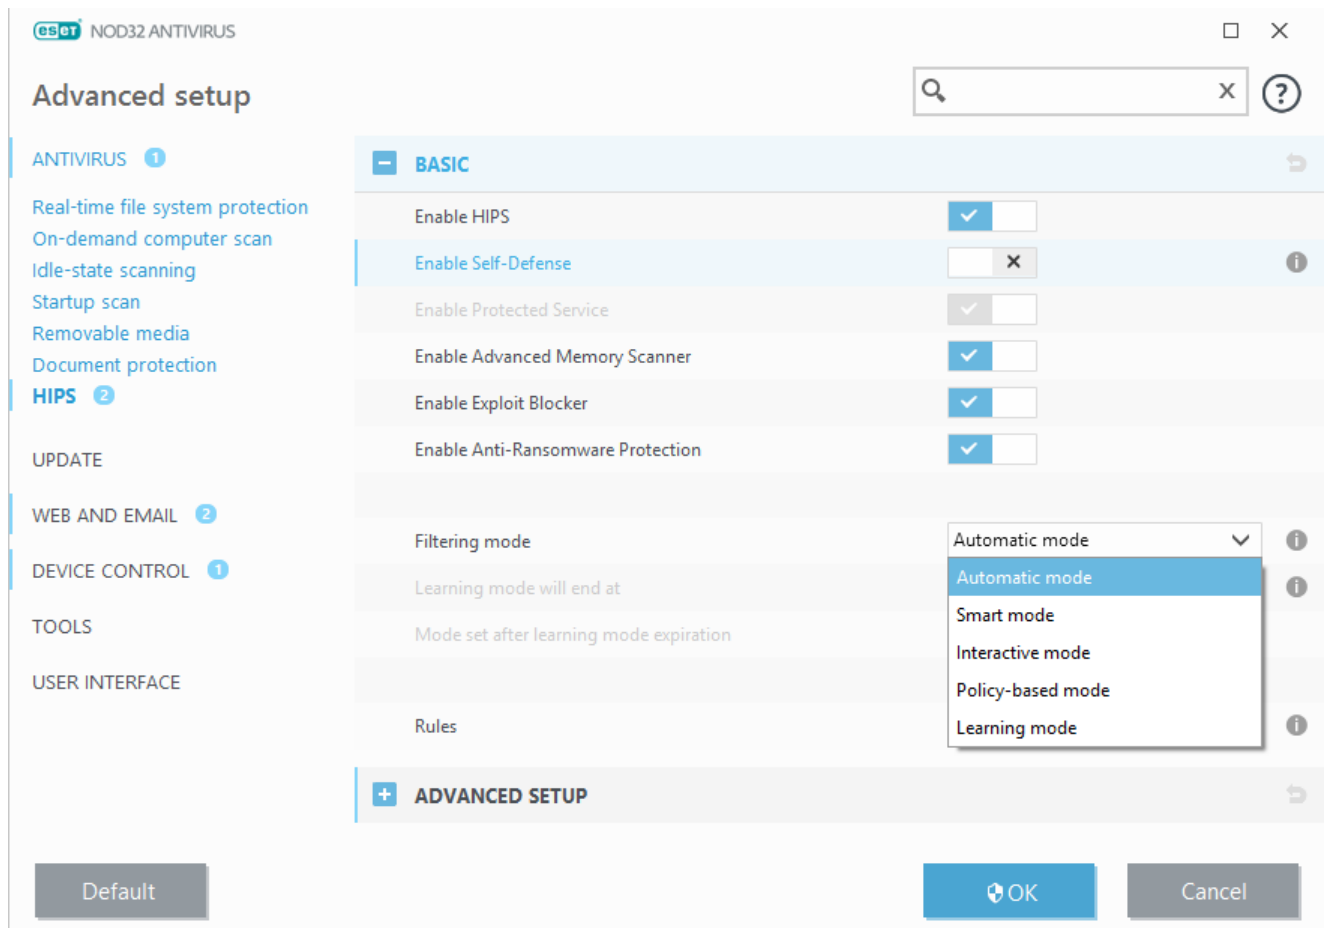 eset NOD32 ANTIVIRUS
Advanced setup
x
?
ANTIVIRUS 1
Real-time file system protection
On-demand computer scan
Idle-state scanning
Startup scan
Removable media
Document protection
HIPS 2
UPDATE
WEB AND EMAIL 2
DEVICE CONTROL 1
TOOLS
USER INTERFACE
BASIC
Enable HIPS
Enable Self-Defense
Enable Protected Service
Enable Advanced Memory Scanner
Enable Exploit Blocker
Enable Anti-Ransomware Protection
Filtering mode
Automatic mode
Automatic mode
Smart mode
Interactive mode
Policy-based mode
Learning mode
Learning mode will end at
Mode set after learning mode expiration
Rules
ADVANCED SETUP
Default
OK
Cancel